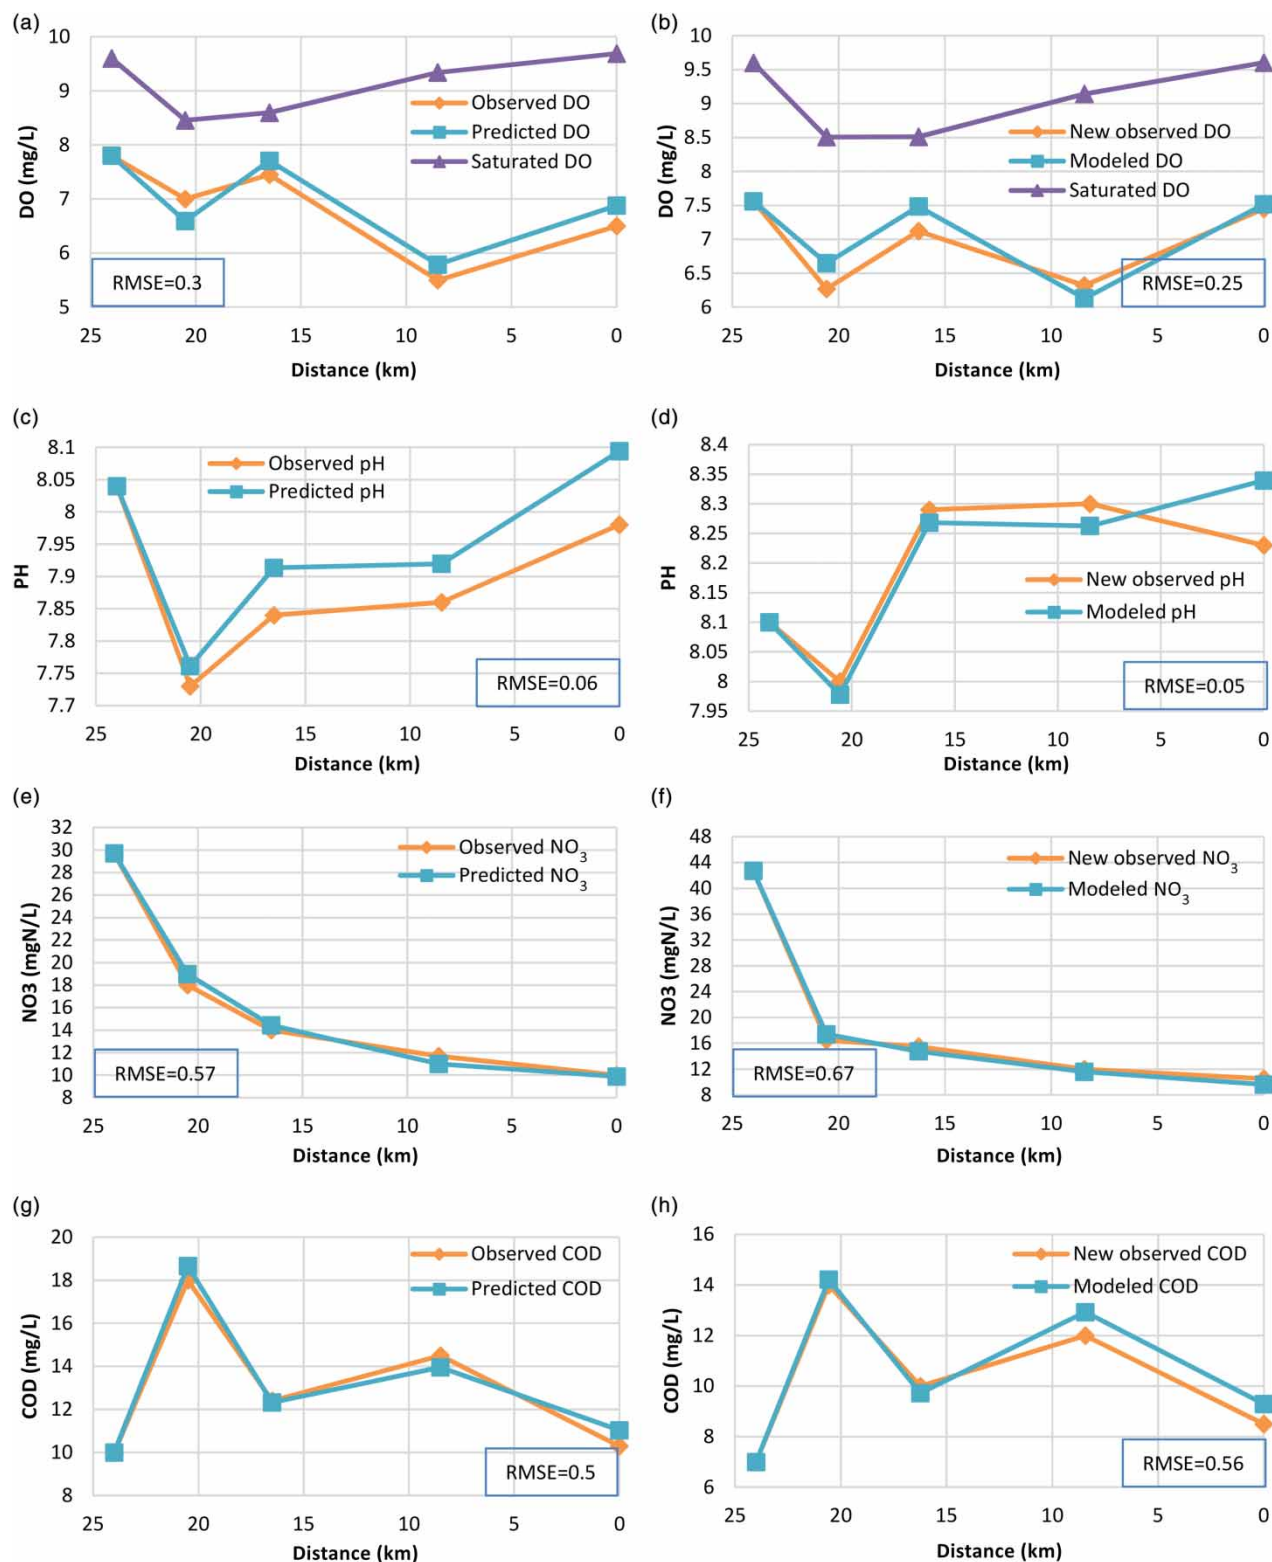 (a)
10
9
8
7
6
5
DO (mg/L)
Observed DO
Predicted DO
Saturated DO
RMSE=0.3
25 20 15 10 5 0
Distance (km)
(b)
10
9.5
9
8.5
8
7.5
7
6.5
6
DO (mg/L)
New observed DO
Modeled DO
Saturated DO
RMSE=0.25
25 20 15 10 5 0
Distance (km)
(c)
8.1
8.05
8
7.95
7.9
7.85
7.8
7.75
7.7
PH
Observed pH
Predicted pH
RMSE=0.06
25 20 15 10 5 0
Distance (km)
(d)
8.4
8.35
8.3
8.25
8.2
8.15
8.1
8.05
8
7.95
PH
New observed pH
Modeled pH
RMSE=0.05
25 20 15 10 5 0
Distance (km)
(e)
32
30
28
26
24
22
20
18
16
14
12
10
8
NO3 (mgN/L)
Observed NO3
Predicted NO3
RMSE=0.57
25 20 15 10 5 0
Distance (km)
(f)
48
44
40
36
32
28
24
20
16
12
8
NO3 (mgN/L)
New observed NO3
Modeled NO3
RMSE=0.67
25 20 15 10 5 0
Distance (km)
(g)
20
18
16
14
12
10
8
COD (mg/L)
Observed COD
Predicted COD
RMSE=0.5
25 20 15 10 5 0
Distance (km)
(h)
16
14
12
10
8
6
COD (mg/L)
New observed COD
Modeled COD
RMSE=0.56
25 20 15 10 5 0
Distance (km)